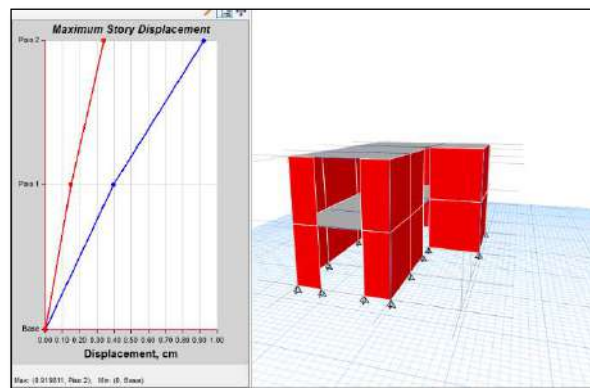 Maximum Story Displacement
Piso 2
Piso 1
Base
0.00 0.10 0.20 0.30 0.40 0.50 0.60 0.70 0.80 0.90 1.00
Displacement, cm
Max: (0.919811, Piso 2); Min: (0, Base)